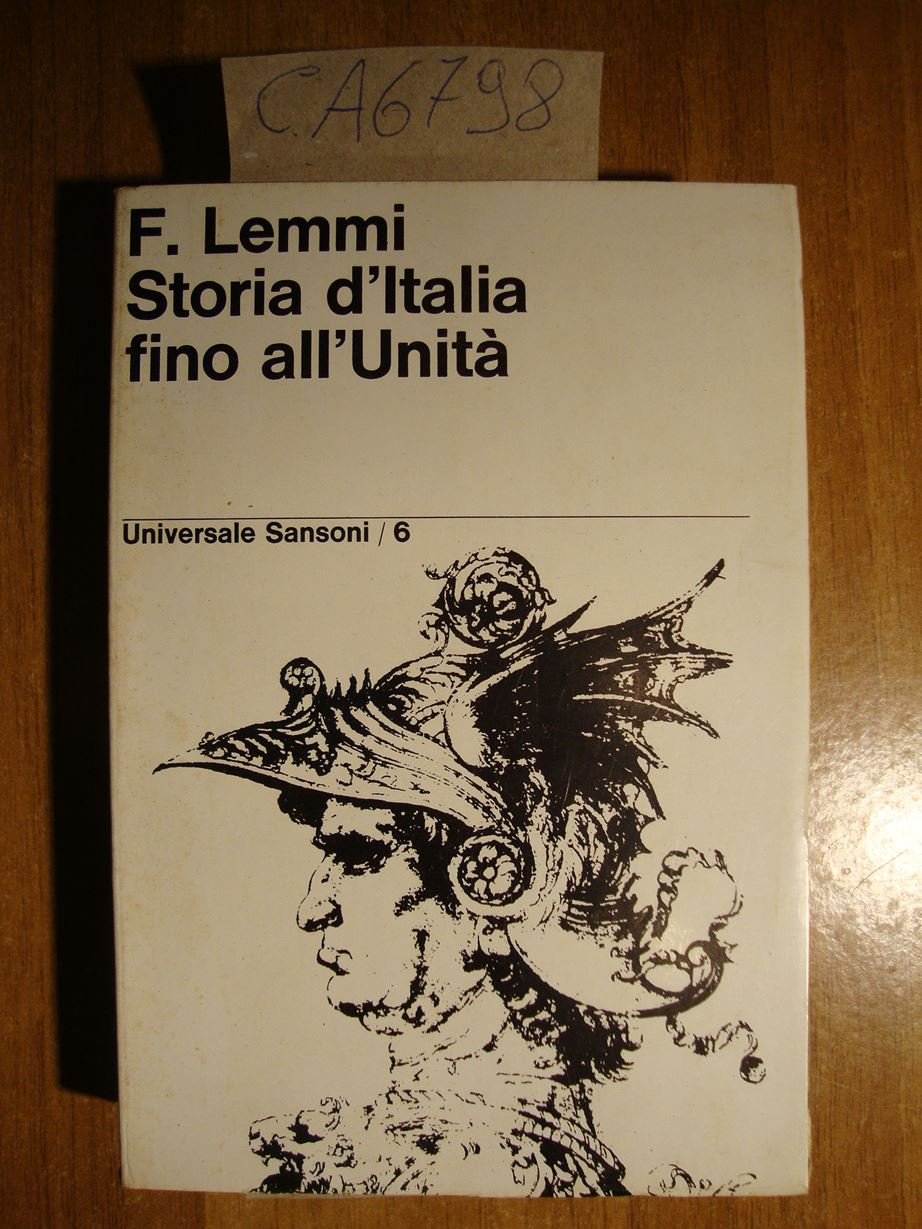 C.A6798
F. Lemmi
Storia d'Italia
fino all'Unità
Universale Sansoni / 6